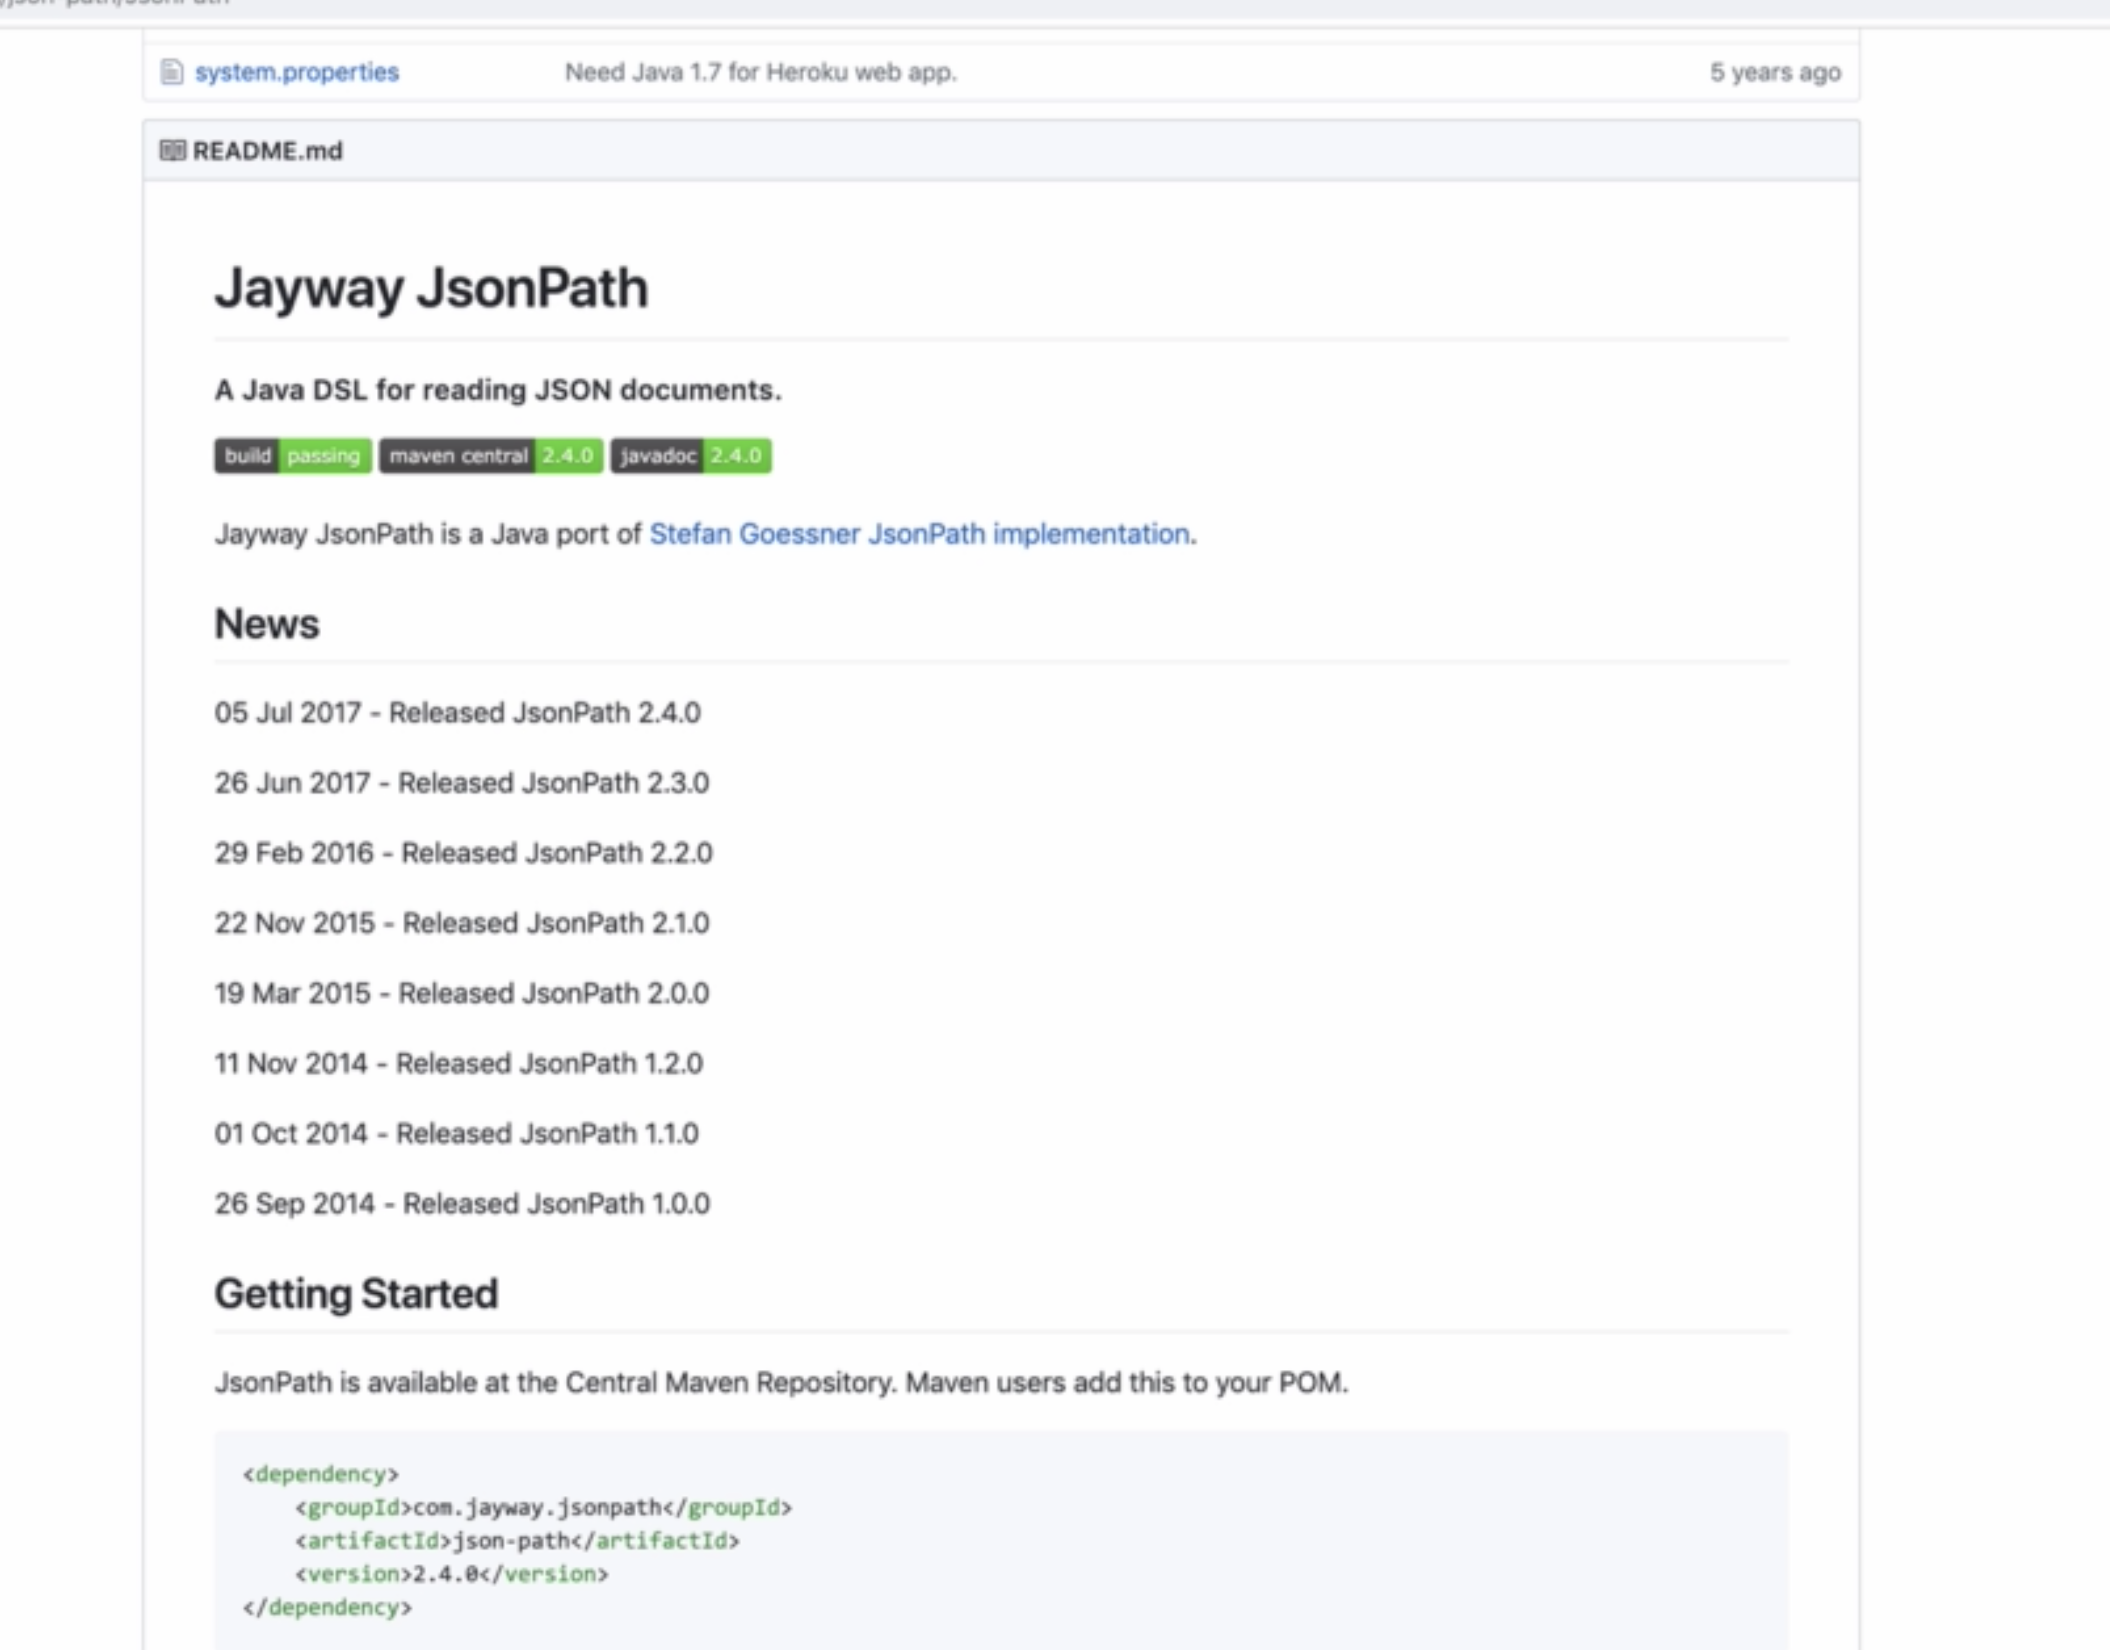 system.properties Need Java 1.7 for Heroku web app. 5 years ago
README.md
Jayway JsonPath
A Java DSL for reading JSON documents.
build passing maven central 2.4.0 javadoc 2.4.0
Jayway JsonPath is a Java port of Stefan Goessner JsonPath implementation.
News
05 Jul 2017 - Released JsonPath 2.4.0
26 Jun 2017 - Released JsonPath 2.3.0
29 Feb 2016 - Released JsonPath 2.2.0
22 Nov 2015 - Released JsonPath 2.1.0
19 Mar 2015 - Released JsonPath 2.0.0
11 Nov 2014 - Released JsonPath 1.2.0
01 Oct 2014 - Released JsonPath 1.1.0
26 Sep 2014 - Released JsonPath 1.0.0
Getting Started
JsonPath is available at the Central Maven Repository. Maven users add this to your POM.
<dependency>
    <groupId>com.jayway.jsonpath</groupId>
    <artifactId>json-path</artifactId>
    <version>2.4.0</version>
</dependency>